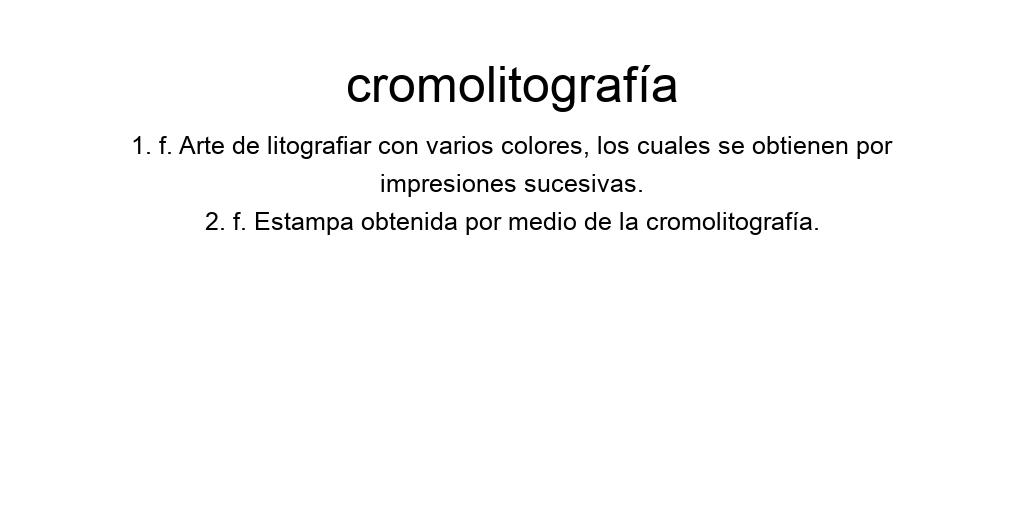 cromolitografía
1. f. Arte de litografiar con varios colores, los cuales se obtienen por
impresiones sucesivas.
2. f. Estampa obtenida por medio de la cromolitografía.